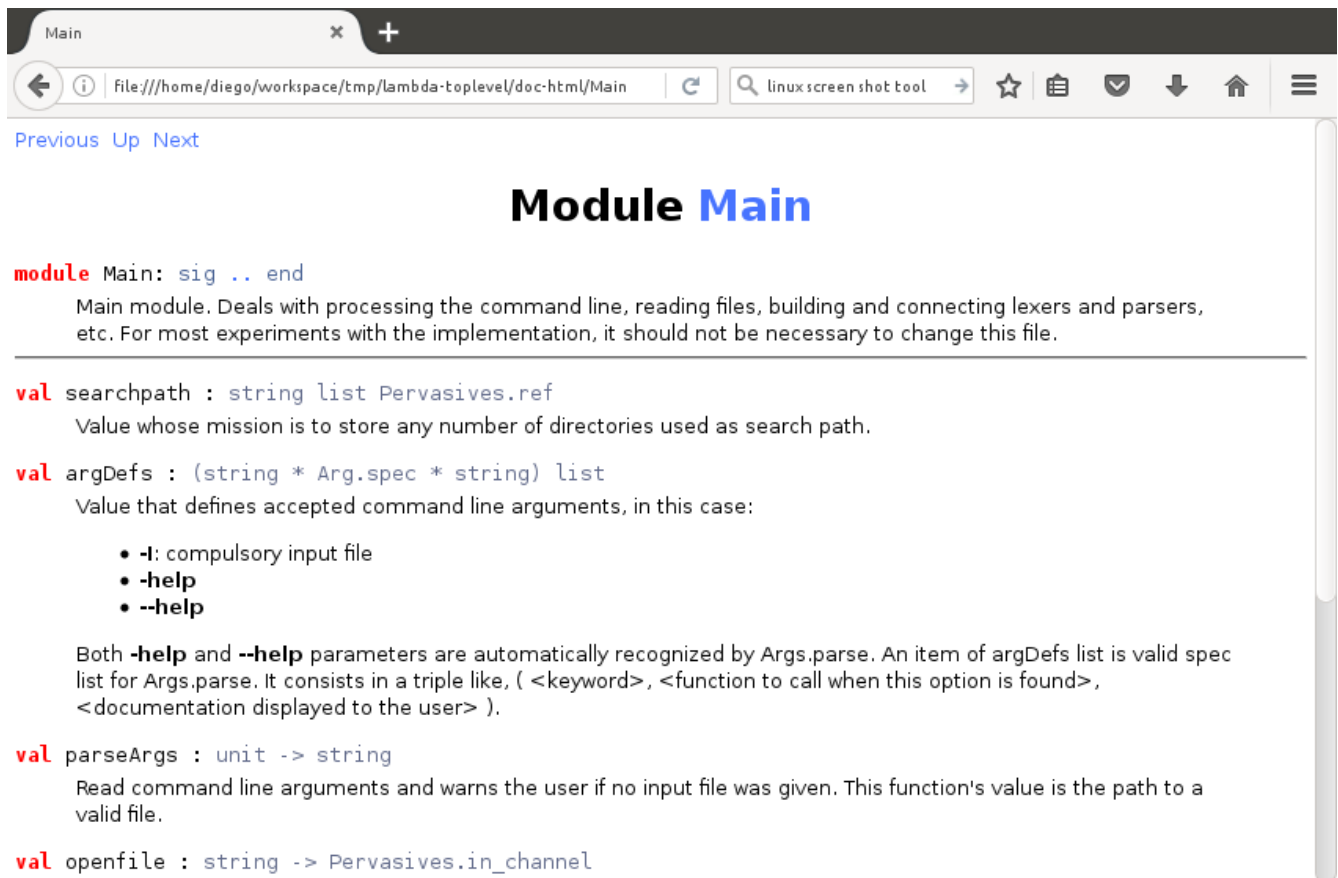 Main
file:///home/diego/workspace/tmp/lambda-toplevel/doc-html/Main
linux screen shot tool
Previous Up Next
Module Main
module Main: sig .. end
Main module. Deals with processing the command line, reading files, building and connecting lexers and parsers,
etc. For most experiments with the implementation, it should not be necessary to change this file.
val searchpath : string list Pervasives.ref
Value whose mission is to store any number of directories used as search path.
val argDefs : (string * Arg.spec * string) list
Value that defines accepted command line arguments, in this case:
• -I: compulsory input file
• -help
• --help
Both -help and --help parameters are automatically recognized by Args.parse. An item of argDefs list is valid spec
list for Args.parse. It consists in a triple like, ( <keyword>, <function to call when this option is found>,
<documentation displayed to the user> ).
val parseArgs : unit -> string
Read command line arguments and warns the user if no input file was given. This function's value is the path to a
valid file.
val openfile : string -> Pervasives.in_channel